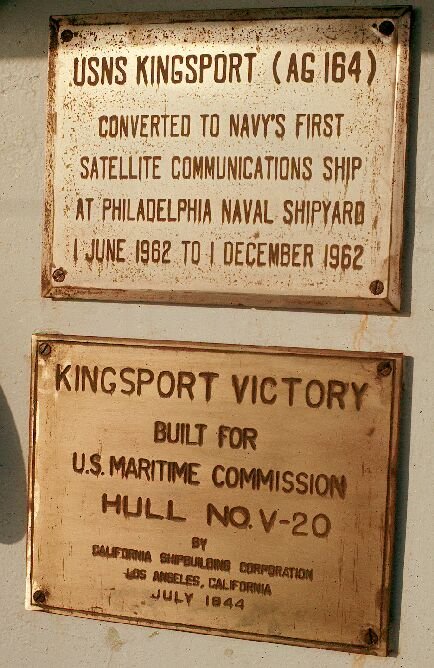 USNS KINGSPORT (AG 164)
CONVERTED TO NAVY'S FIRST
SATELLITE COMMUNICATIONS SHIP
AT PHILADELPHIA NAVAL SHIPYARD
1 JUNE 1962 TO 1 DECEMBER 1962
KINGSPORT VICTORY
BUILT FOR
U.S. MARITIME COMMISSION
HULL NO. V-20
BY
CALIFORNIA SHIPBUILDING CORPORATION
LOS ANGELES, CALIFORNIA
JULY 1944